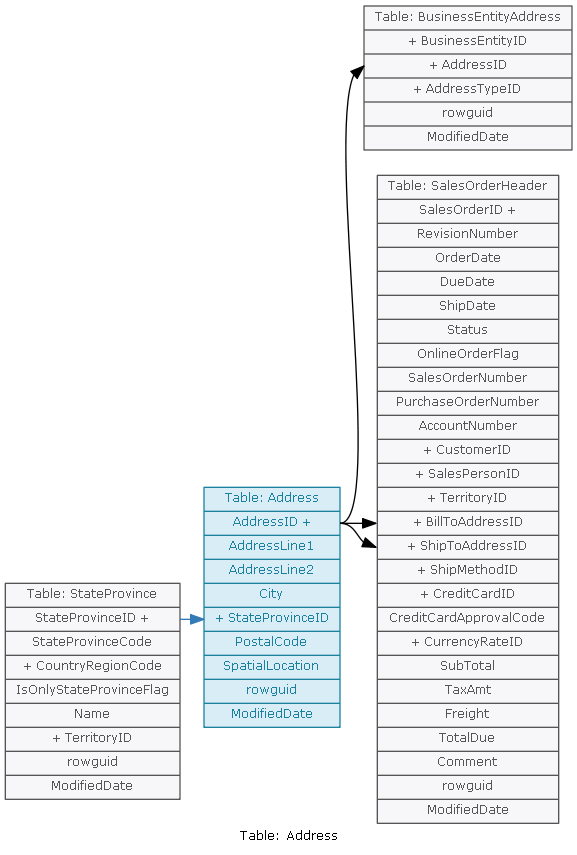 Table: BusinessEntityAddress
+ BusinessEntityID
+ AddressID
+ AddressTypeID
rowguid
ModifiedDate
Table: SalesOrderHeader
SalesOrderID +
RevisionNumber
OrderDate
DueDate
ShipDate
Status
OnlineOrderFlag
SalesOrderNumber
PurchaseOrderNumber
AccountNumber
+ CustomerID
+ SalesPersonID
+ TerritoryID
+ BillToAddressID
+ ShipToAddressID
+ ShipMethodID
+ CreditCardID
CreditCardApprovalCode
+ CurrencyRateID
SubTotal
TaxAmt
Freight
TotalDue
Comment
rowguid
ModifiedDate
Table: Address
AddressID +
AddressLine1
AddressLine2
City
+ StateProvinceID
PostalCode
SpatialLocation
rowguid
ModifiedDate
Table: StateProvince
StateProvinceID +
StateProvinceCode
+ CountryRegionCode
IsOnlyStateProvinceFlag
Name
+ TerritoryID
rowguid
ModifiedDate
Table: Address